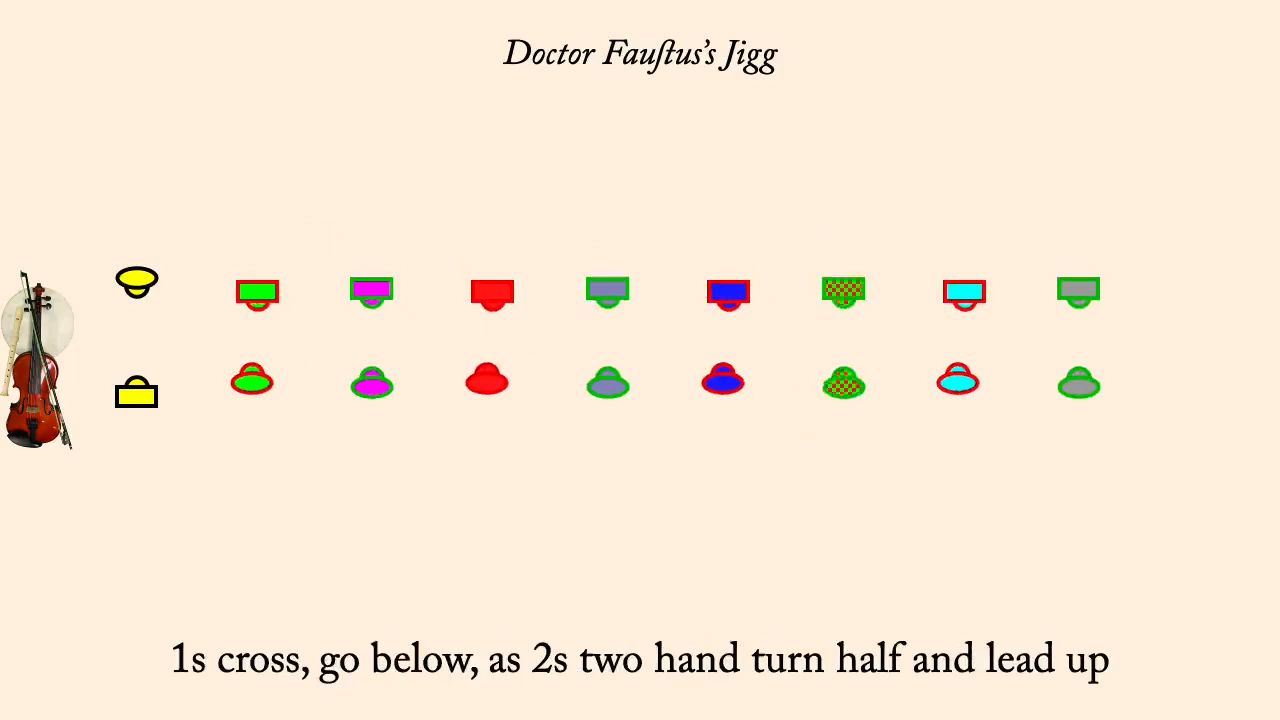 Doctor Fauſtus’s Jigg
1s cross, go below, as 2s two hand turn half and lead up